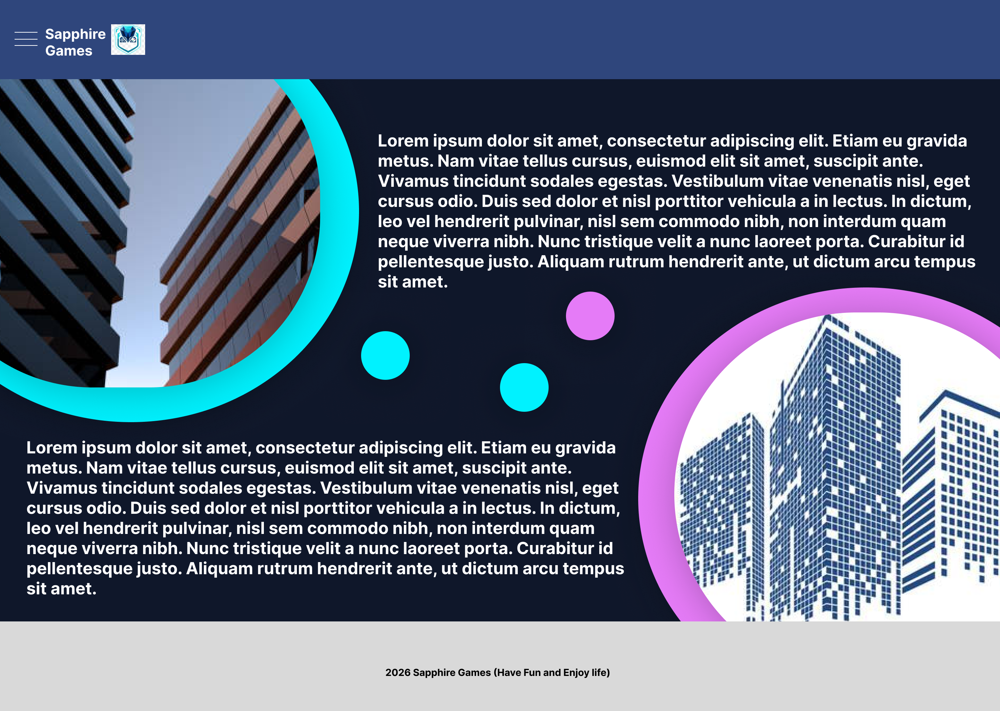 Sapphire
Games
Lorem ipsum dolor sit amet, consectetur adipiscing elit. Etiam eu gravida
metus. Nam vitae tellus cursus, euismod elit sit amet, suscipit ante.
Vivamus tincidunt sodales egestas. Vestibulum vitae venenatis nisl, eget
cursus odio. Duis sed dolor et nisl porttitor vehicula a in lectus. In dictum,
leo vel hendrerit pulvinar, nisl sem commodo nibh, non interdum quam
neque viverra nibh. Nunc tristique velit a nunc laoreet porta. Curabitur id
pellentesque justo. Aliquam rutrum hendrerit ante, ut dictum arcu tempus
sit amet.
Lorem ipsum dolor sit amet, consectetur adipiscing elit. Etiam eu gravida
metus. Nam vitae tellus cursus, euismod elit sit amet, suscipit ante.
Vivamus tincidunt sodales egestas. Vestibulum vitae venenatis nisl, eget
cursus odio. Duis sed dolor et nisl porttitor vehicula a in lectus. In dictum,
leo vel hendrerit pulvinar, nisl sem commodo nibh, non interdum quam
neque viverra nibh. Nunc tristique velit a nunc laoreet porta. Curabitur id
pellentesque justo. Aliquam rutrum hendrerit ante, ut dictum arcu tempus
sit amet.
2026 Sapphire Games (Have Fun and Enjoy life)